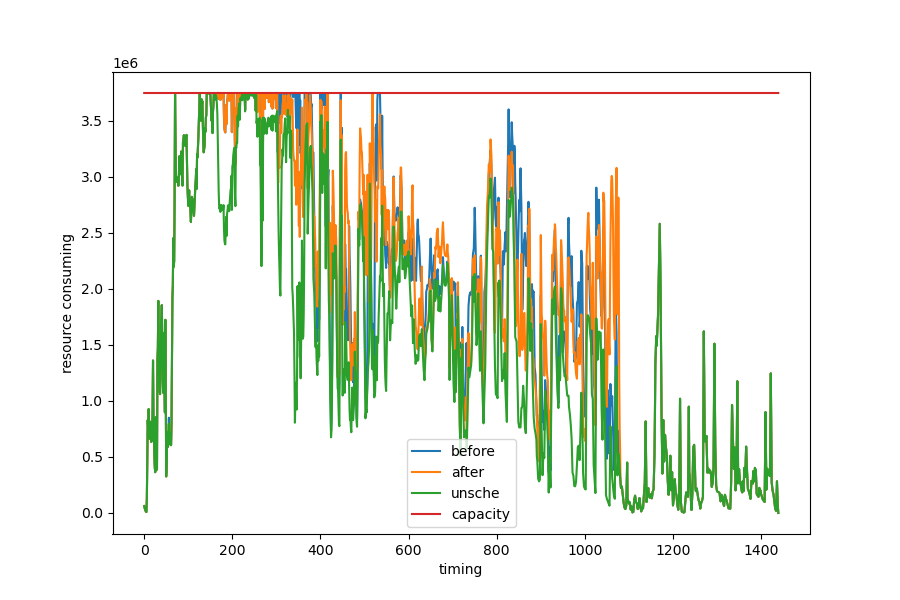 1e6
3.5
3.0
2.5
2.0
1.5
1.0
0.5
0.0
resource consuming
0 200 400 600 800 1000 1200 1400
timing
before
after
unsche
capacity